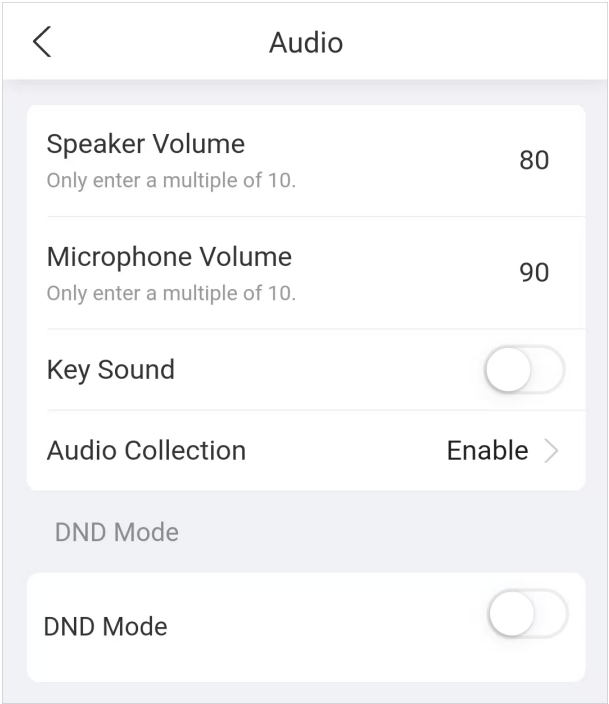 Audio
Speaker Volume
Only enter a multiple of 10.
80
Microphone Volume
Only enter a multiple of 10.
90
Key Sound
Audio Collection
Enable
DND Mode
DND Mode